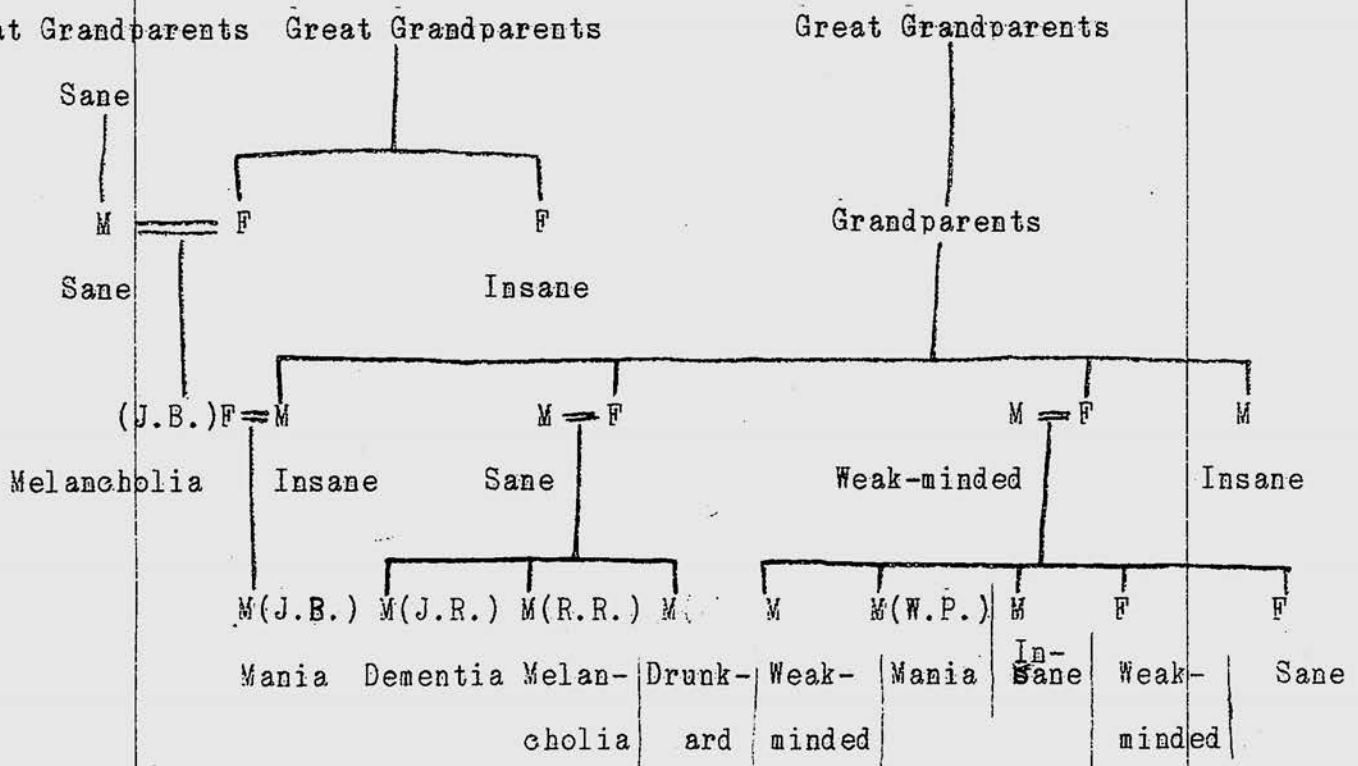 at Grandparents Great Grandparents Great Grandparents
Sane
M F F Grandparents
Sane Insane
(J.B.)F=M M = F M = F M
Melancholia Insane Sane Weak-minded Insane
M(J.B.) M(J.R.) M(R.R.) M M M(W.P.) M F F
In-
Mania Dementia Melan- Drunk- Weak- Mania sane Weak- Sane
cholia ard minded minded